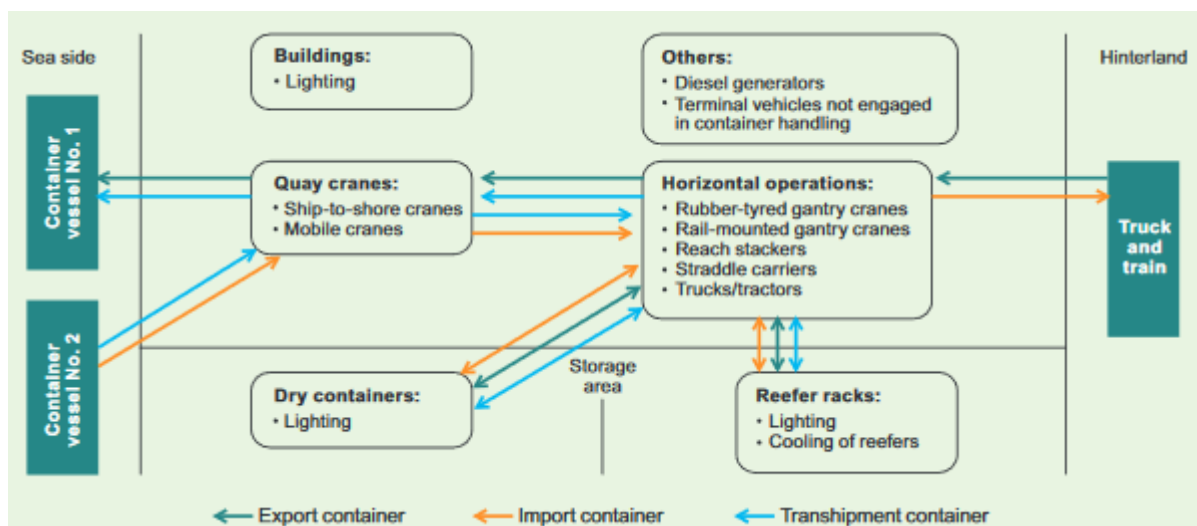 Sea side
Buildings:
• Lighting
Others:
• Diesel generators
• Terminal vehicles not engaged
in container handling
Hinterland
Container
vessel No. 1
Quay cranes:
• Ship-to-shore cranes
• Mobile cranes
Horizontal operations:
• Rubber-tyred gantry cranes
• Rail-mounted gantry cranes
• Reach stackers
• Straddle carriers
• Trucks/tractors
Truck
and
train
Container
vessel No. 2
Dry containers:
• Lighting
Storage
area
Reefer racks:
• Lighting
• Cooling of reefers
Export container
Import container
Transhipment container